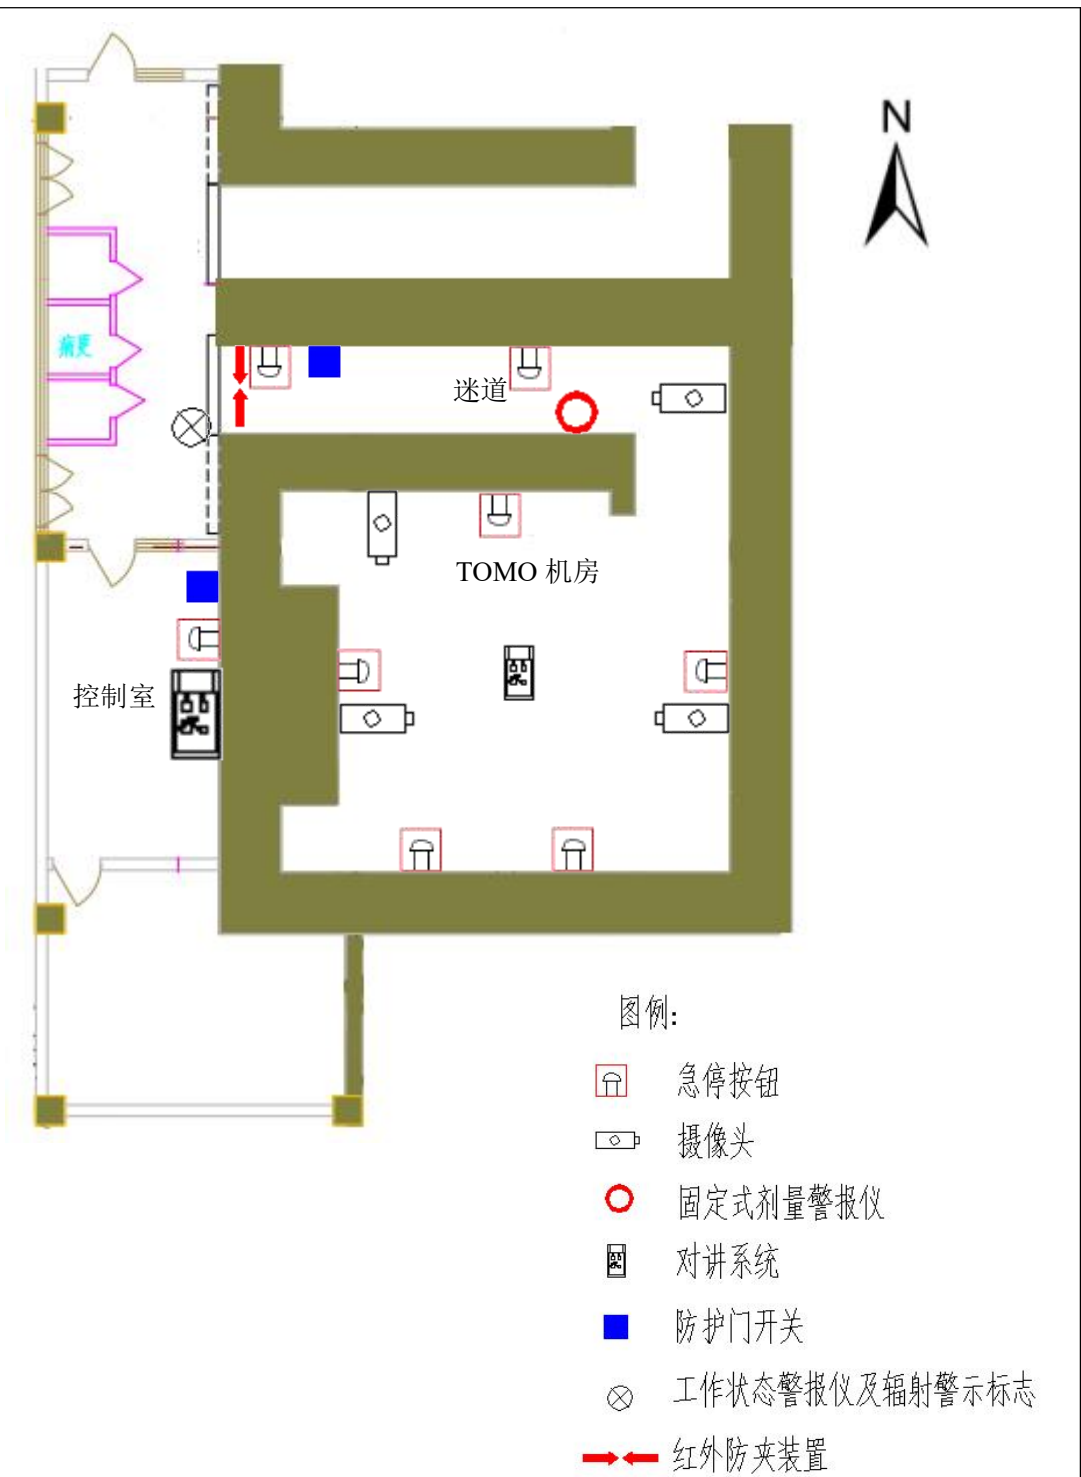 N
病更
迷道
TOMO 机房
控制室
图例:
急停按钮
摄像头
固定式剂量警报仪
对讲系统
防护门开关
工作状态警报仪及辐射警示标志
红外防夹装置